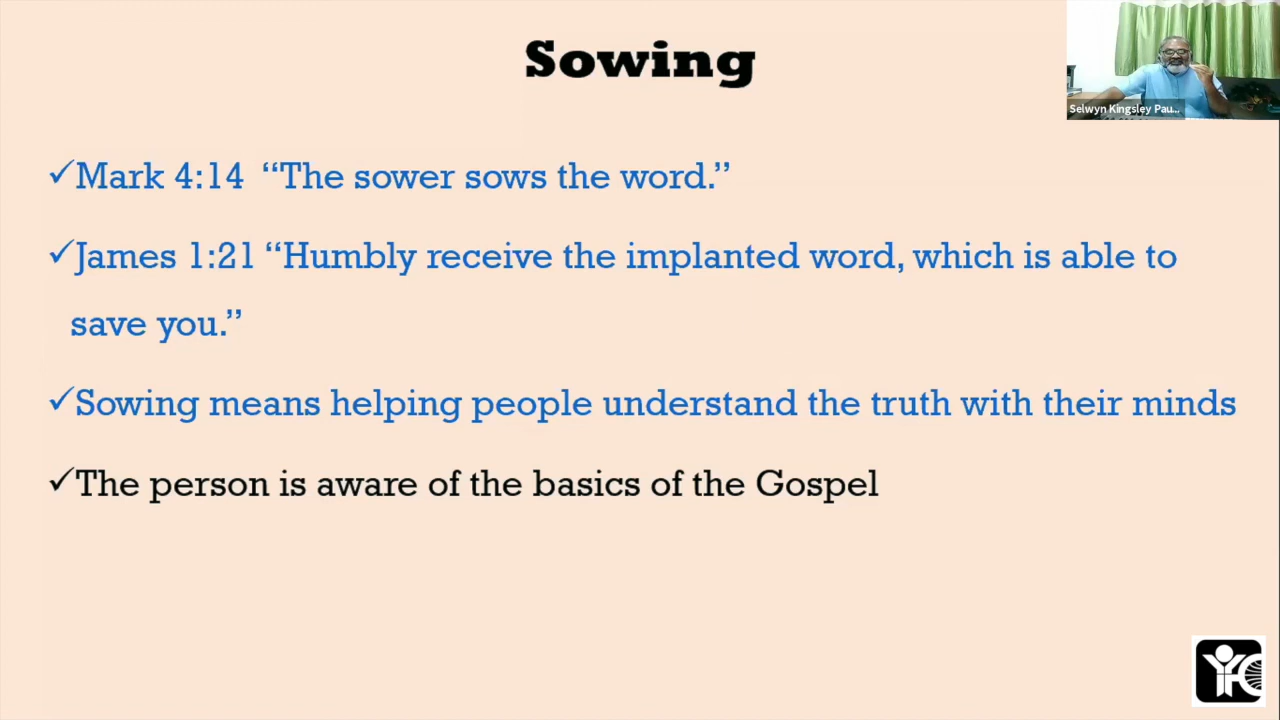 Sowing
Selwyn Kingsley Pau...
✓Mark 4:14 “The sower sows the word.”
✓James 1:21 “Humbly receive the implanted word, which is able to
save you.”
✓Sowing means helping people understand the truth with their minds
✓The person is aware of the basics of the Gospel
YFC